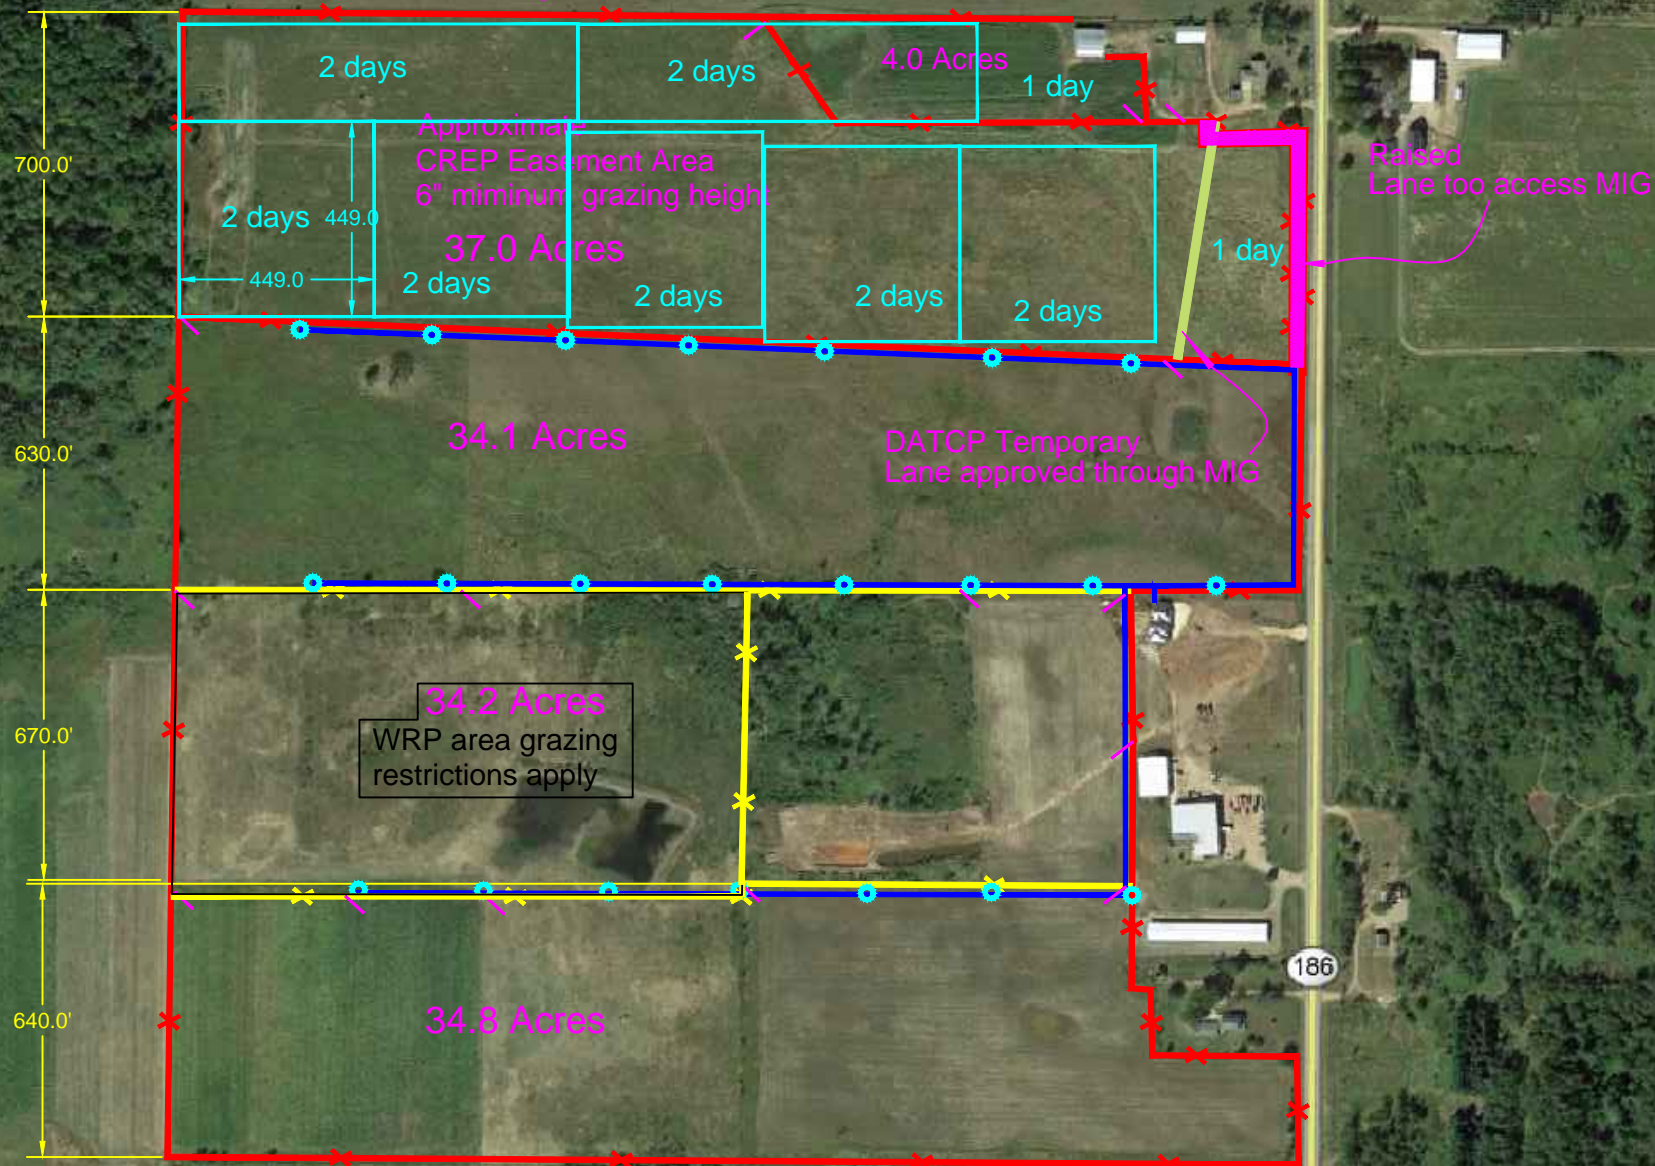 2 days
2 days
4.0 Acres
1 day
Approximate
CREP Easement Area
6" miminum grazing heigh
37.0 Acres
700.0'
2 days
449.0
449.0
2 days
2 days
2 days
2 days
1 day
Raised
Lane too access MIG
34.1 Acres
630.0'
DATCP Temporary
Lane approved through MIG
34.2 Acres
WRP area grazing
restrictions apply
670.0'
186
34.8 Acres
640.0'